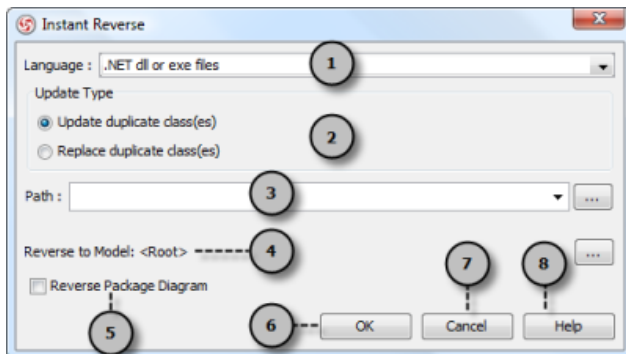 Instant Reverse
Language : .NET dll or exe files 1
Update Type
Update duplicate class(es)
2
Replace duplicate class(es)
Path : 3 ...
Reverse to Model: <Root> 4 ...
Reverse Package Diagram 7 8
5 6 OK Cancel Help